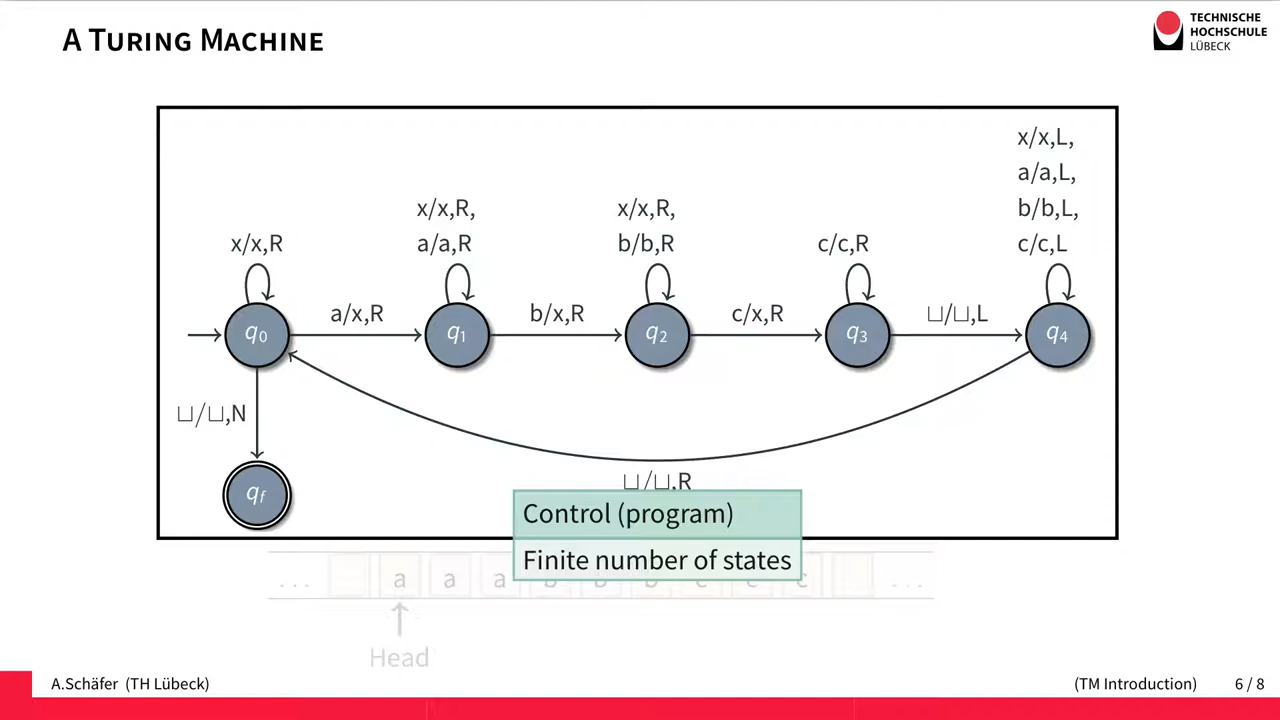 A TURING MACHINE
TECHNISCHE
HOCHSCHULE
LÜBECK
x/x,L,
a/a,L,
x/x,R, x/x,R, b/b,L,
x/x,R a/a,R b/b,R c/c,R c/c,L
q0 a/x,R q1 b/x,R q2 c/x,R q3 ⊔/⊔,L q4
⊔/⊔,N
⊔/⊔,R
qf
Control (program)
Finite number of states
... a a a b b b c c c ...
Head
A.Schäfer (TH Lübeck) (TM Introduction) 6 / 8